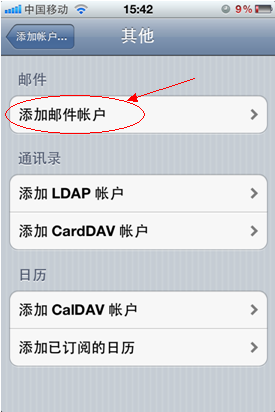 中国移动 15:42 9%
添加帐户... 其他
邮件
添加邮件帐户
通讯录
添加 LDAP 帐户
添加 CardDAV 帐户
日历
添加 CalDAV 帐户
添加已订阅的日历